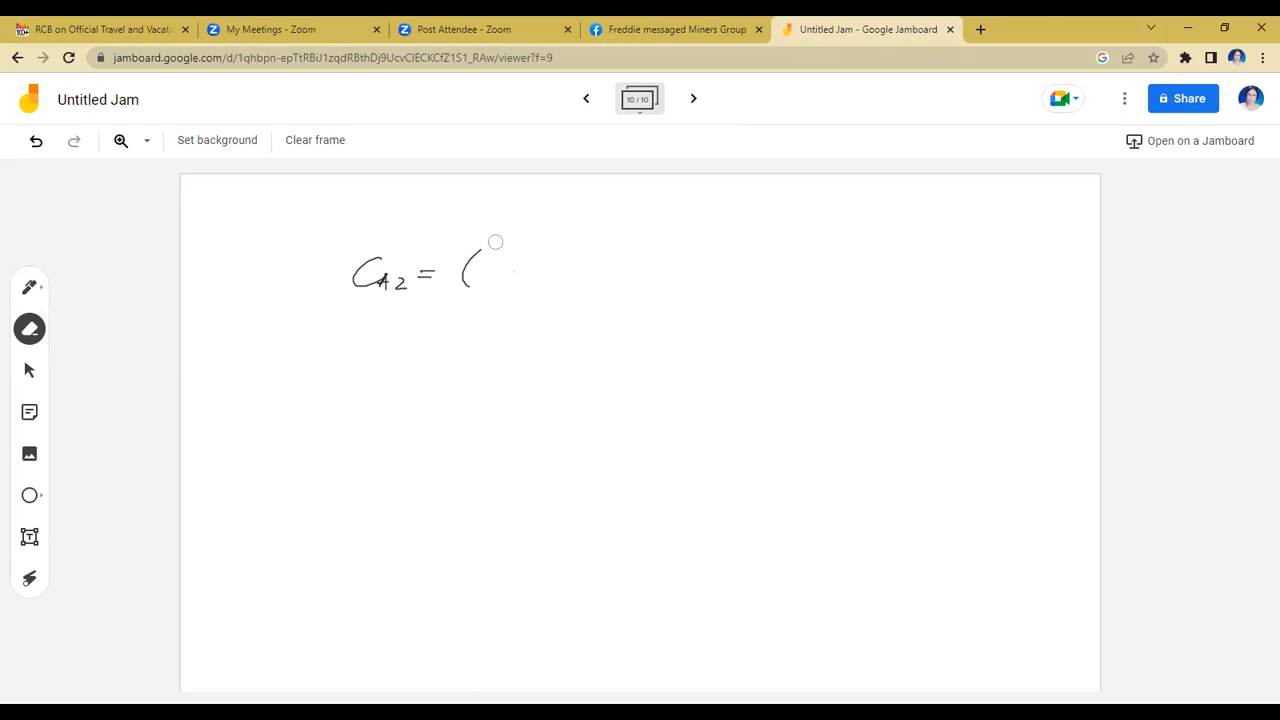 RCB on Official Travel and Vacati
My Meetings - Zoom
Post Attendee - Zoom
Freddie messaged Miners Group
Untitled Jam - Google Jamboard
jamboard.google.com/d/1qhbpn-epTtRBiJ1zqdRBthDj9UcvClECKCfZ1S1_RAw/viewer?f=9
Untitled Jam
10 / 10
Share
Set background
Clear frame
Open on a Jamboard
C_A2 = (